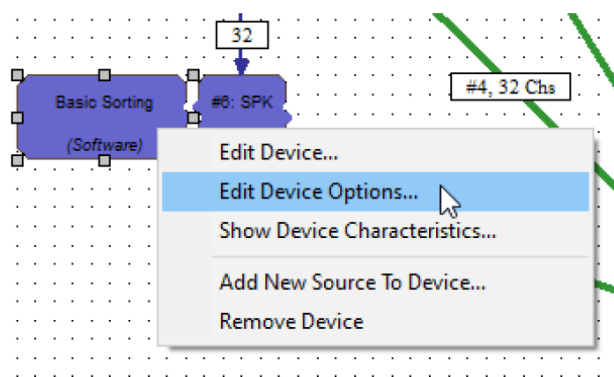 32
Basic Sorting
(Software)
#6: SPK
#4, 32 Chs
Edit Device...
Edit Device Options...
Show Device Characteristics...
Add New Source To Device...
Remove Device